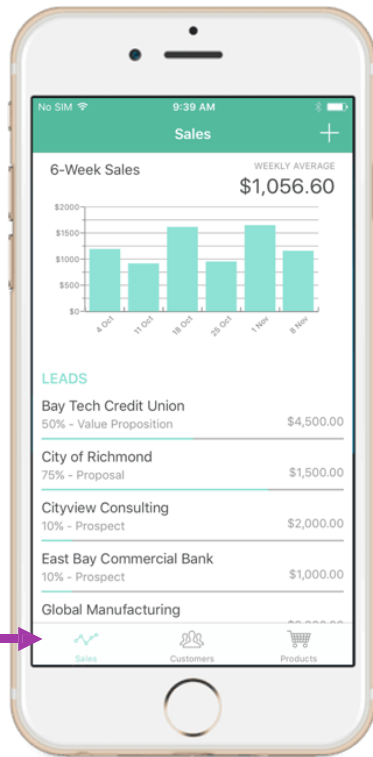 No SIM 9:39 AM
Sales
6-Week Sales
WEEKLY AVERAGE
$1,056.60
$2000
$1500
$1000
$500
$0
4 Oct 11 Oct 18 Oct 25 Oct 1 Nov 8 Nov
LEADS
Bay Tech Credit Union
50% - Value Proposition $4,500.00
City of Richmond
75% - Proposal $1,500.00
Cityview Consulting
10% - Prospect $2,000.00
East Bay Commercial Bank
10% - Prospect $1,000.00
Global Manufacturing
Sales Customers Products